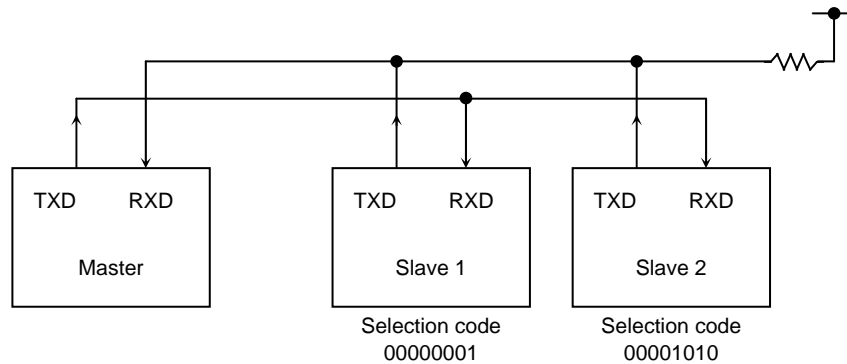 TXD RXD
Master
TXD RXD
Slave 1
Selection code
00000001
TXD RXD
Slave 2
Selection code
00001010